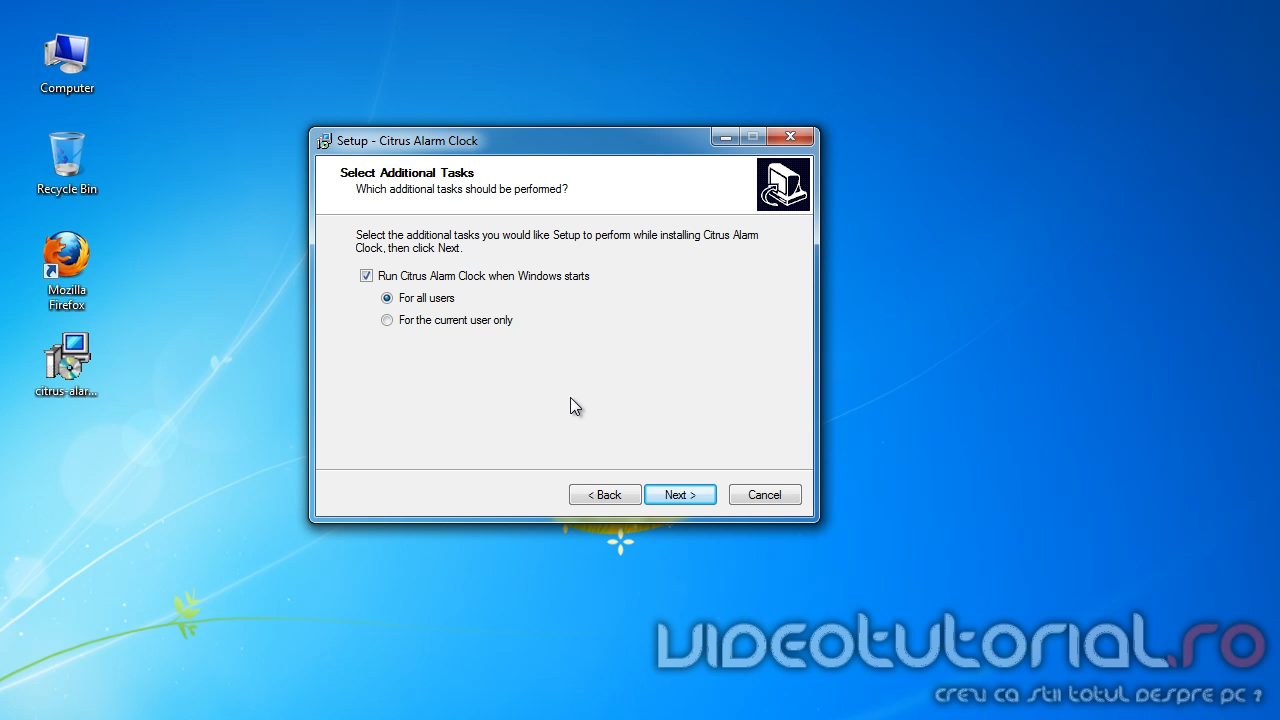 Computer
Recycle Bin
Mozilla
Firefox
citrus-alar...
Setup - Citrus Alarm Clock
Select Additional Tasks
Which additional tasks should be performed?
Select the additional tasks you would like Setup to perform while installing Citrus Alarm
Clock, then click Next.
Run Citrus Alarm Clock when Windows starts
For all users
For the current user only
< Back
Next >
Cancel
VIDEOTUTORIAL.RO
CREU CA STII TOTUL DESPRE PC ?